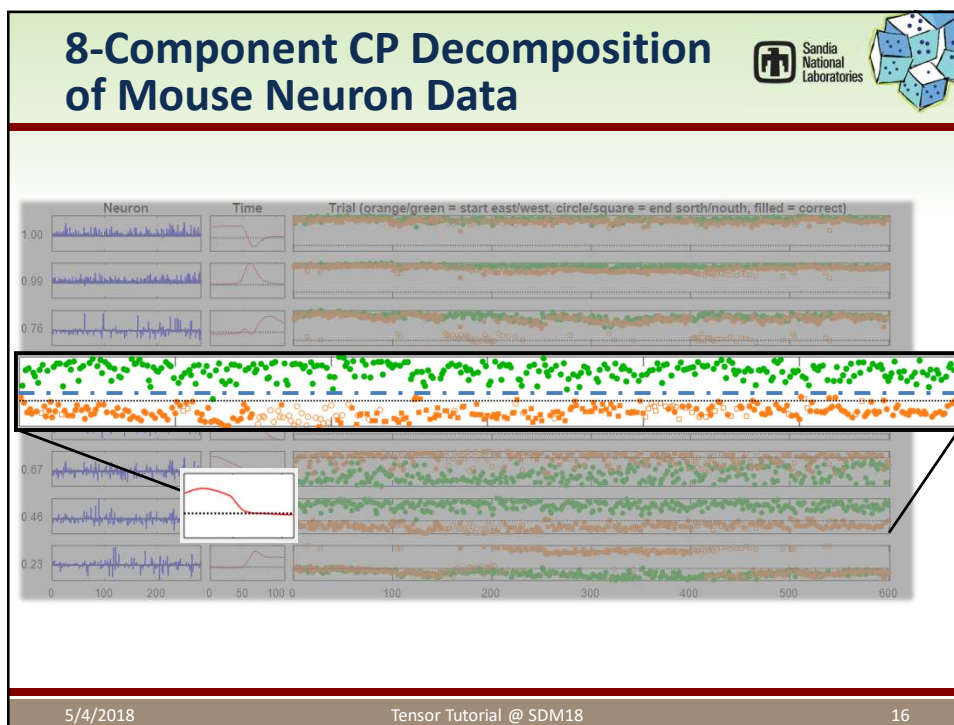 8-Component CP Decomposition
of Mouse Neuron Data
Sandia
National
Laboratories
Neuron
Time
Trial (orange/green = start east/west, circle/square = end sorth/nouth, filled = correct)
1.00
0.99
0.76
0.67
0.46
0.23
0 100 200 0 50 100 0 100 200 300 400 500 600
5/4/2018
Tensor Tutorial @ SDM18
16